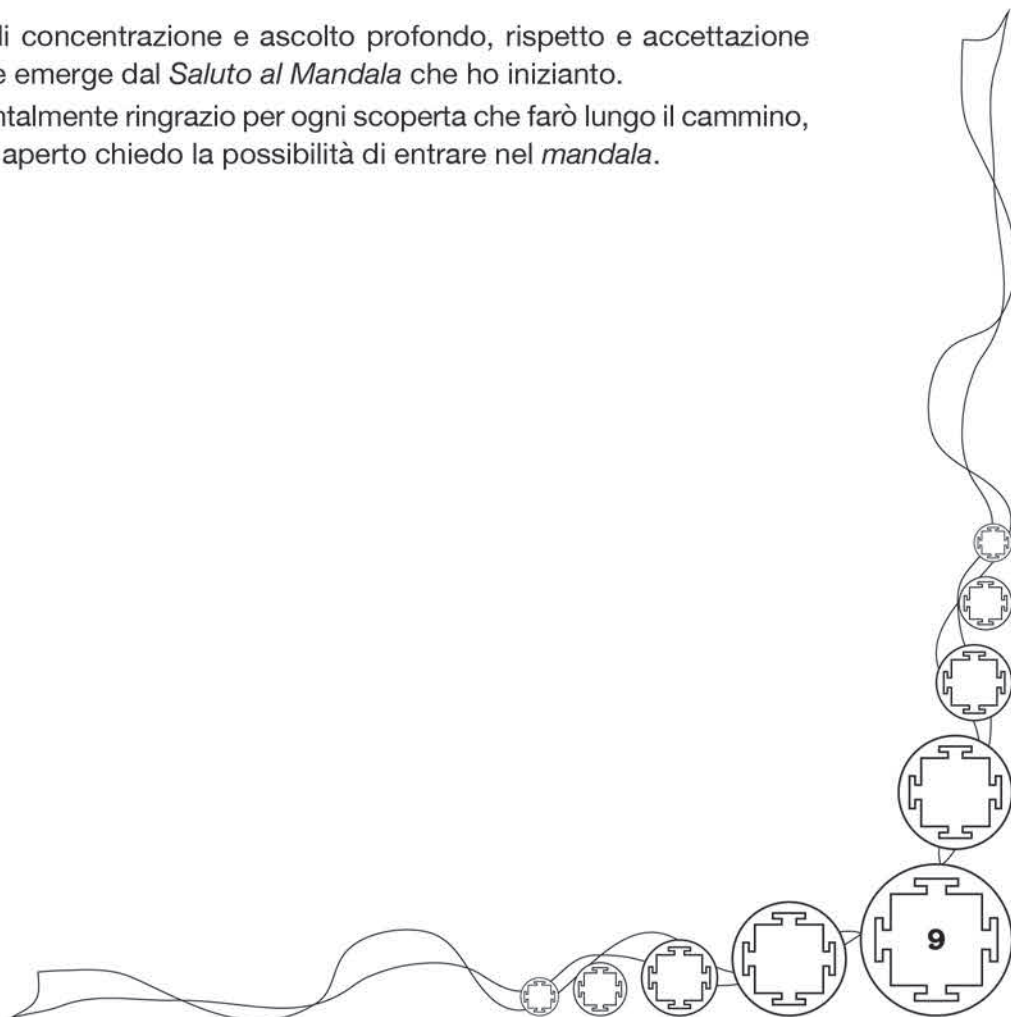 di concentrazione e ascolto profondo, rispetto e accettazione
e emerge dal Saluto al Mandala che ho inizianto.
ntalmente ringrazio per ogni scoperta che farò lungo il cammino,
aperto chiedo la possibilità di entrare nel mandala.
9